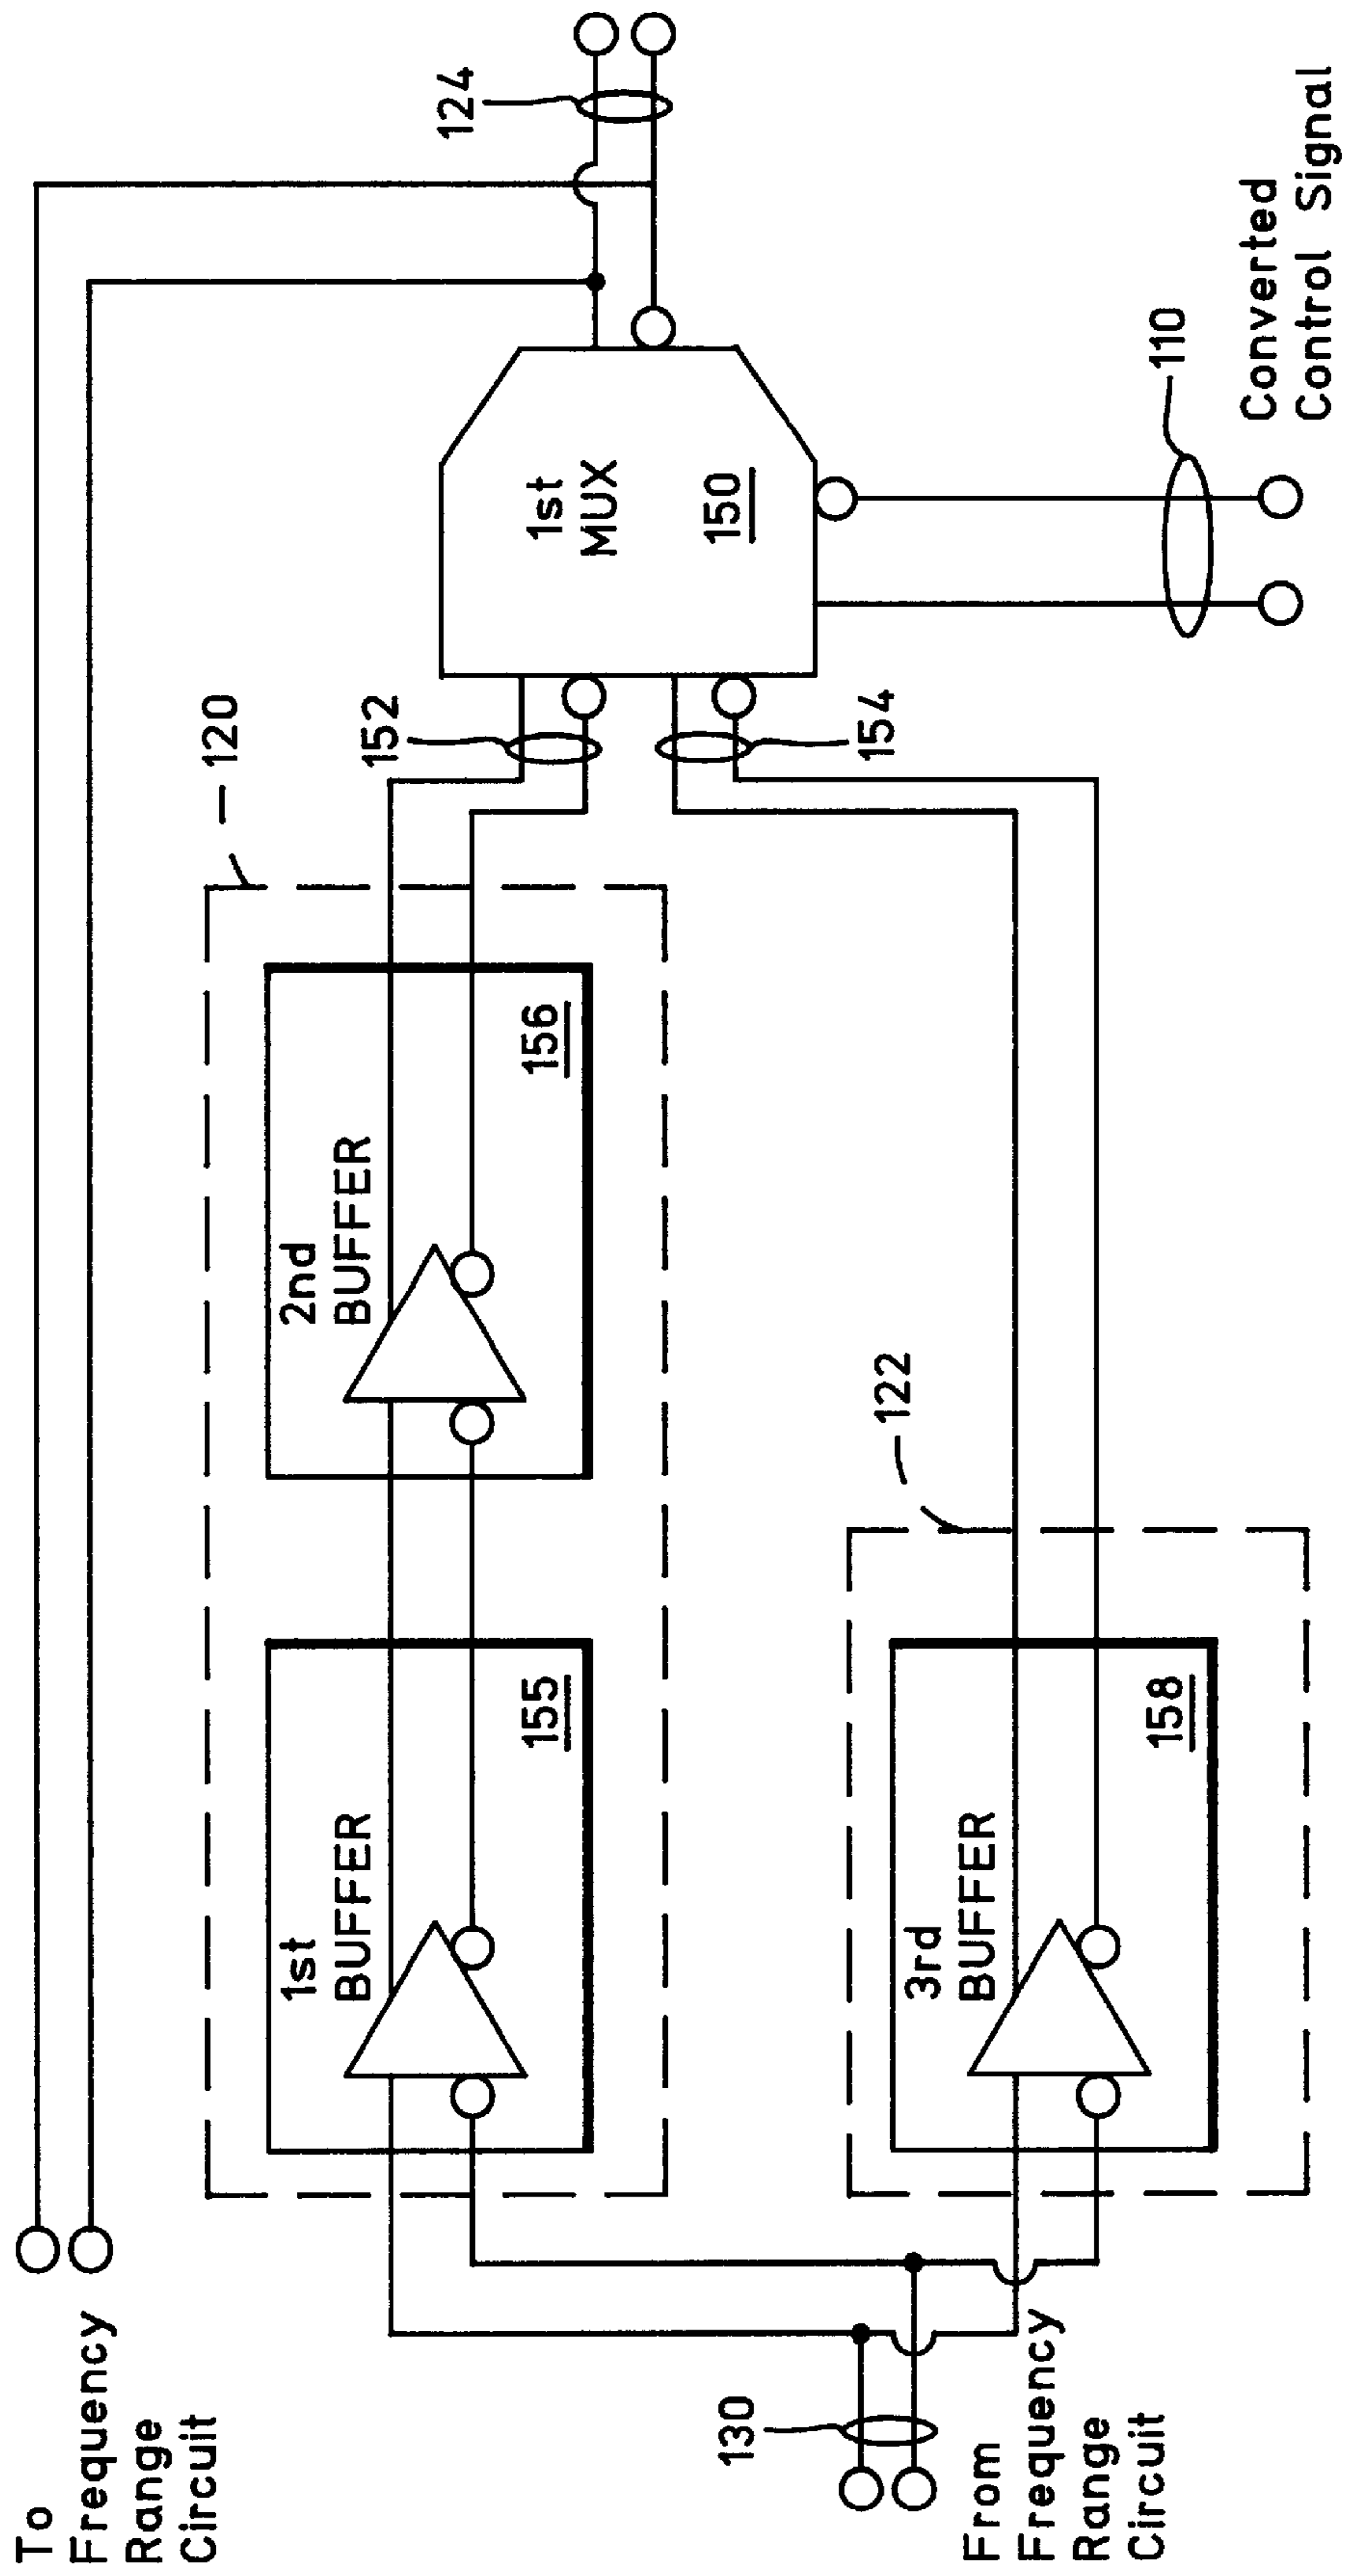 To
Frequency
Range
Circuit
120
124
1st
BUFFER
155
2nd
BUFFER
156
152
154
1st
MUX
150
130
From
Frequency
Range
Circuit
122
3rd
BUFFER
158
110
Converted
Control Signal